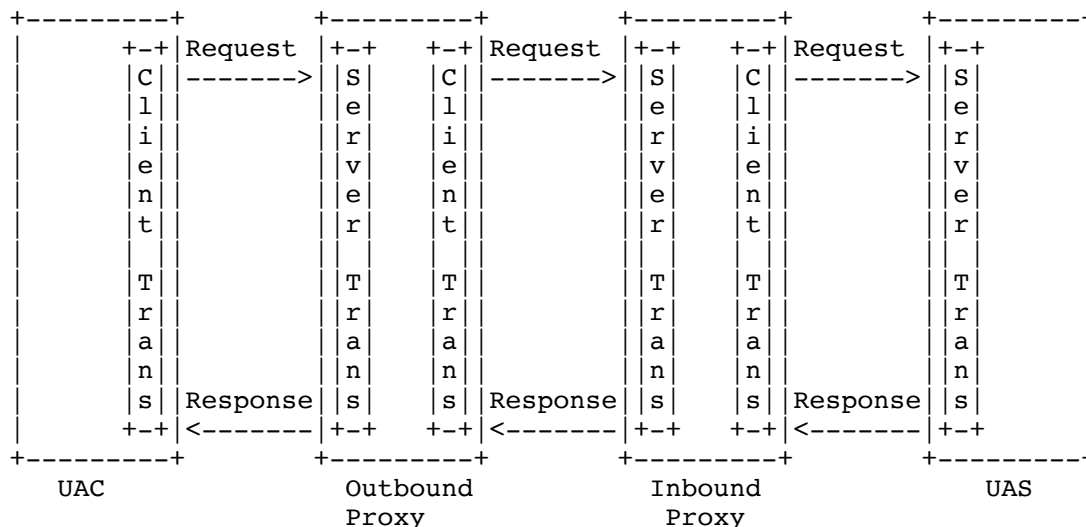 +---------+        +---------+        +---------+        +---------+
|      +-+|Request |+-+   +-+|Request |+-+   +-+|Request |+-+      |
|      |C||------->||S|   |C||------->||S|   |C||------->||S|      |
|      |l||        ||e|   |l||        ||e|   |l||        ||e|      |
|      |i||        ||r|   |i||        ||r|   |i||        ||r|      |
|      |e||        ||v|   |e||        ||v|   |e||        ||v|      |
|      |n||        ||e|   |n||        ||e|   |n||        ||e|      |
|      |t||        ||r|   |t||        ||r|   |t||        ||r|      |
|      | ||        || |   | ||        || |   | ||        || |      |
|      |T||        ||T|   |T||        ||T|   |T||        ||T|      |
|      |r||        ||r|   |r||        ||r|   |r||        ||r|      |
|      |a||        ||a|   |a||        ||a|   |a||        ||a|      |
|      |n||        ||n|   |n||        ||n|   |n||        ||n|      |
|      |s||Response||s|   |s||Response||s|   |s||Response||s|      |
|      +-+|<-------|+-+   +-+|<-------|+-+   +-+|<-------|+-+      |
+---------+        +---------+        +---------+        +---------+
   UAC               Outbound           Inbound              UAS
                     Proxy               Proxy